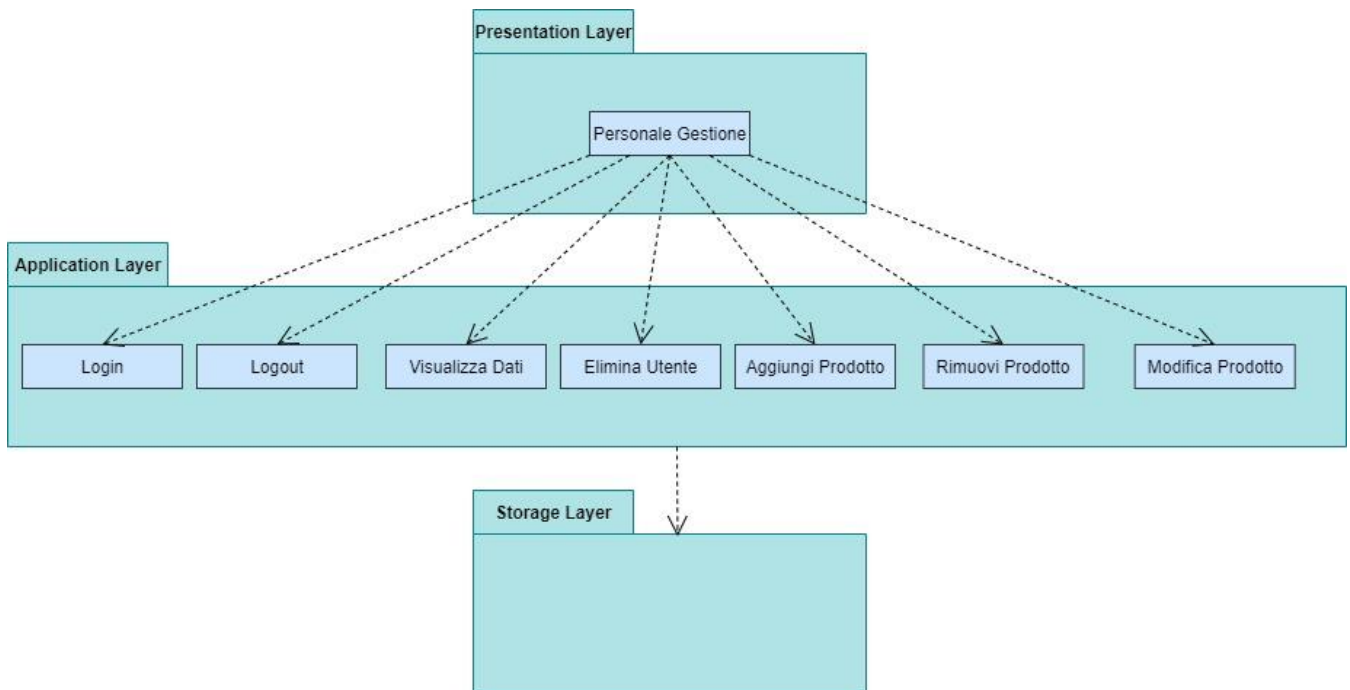 Presentation Layer
Personale Gestione
Application Layer
Login
Logout
Visualizza Dati
Elimina Utente
Aggiungi Prodotto
Rimuovi Prodotto
Modifica Prodotto
Storage Layer